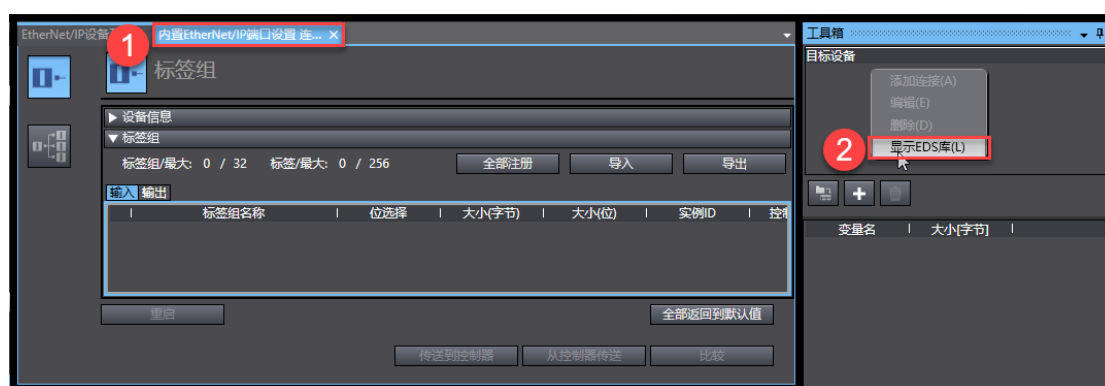 EtherNet/IP设备
1
内置EtherNet/IP端口设置 连... ×
标签组
设备信息
标签组
标签组/最大: 0 / 32 标签/最大: 0 / 256 全部注册 导入 导出
输入 输出
标签组名称 位选择 大小(字节) 大小(位) 实例ID 控制
重启 全部返回到默认值
传送到控制器 从控制器传送 比较
工具箱
目标设备
添加连接(A)
编辑(E)
删除(D)
2
显示EDS库(L)
变量名 大小[字节]